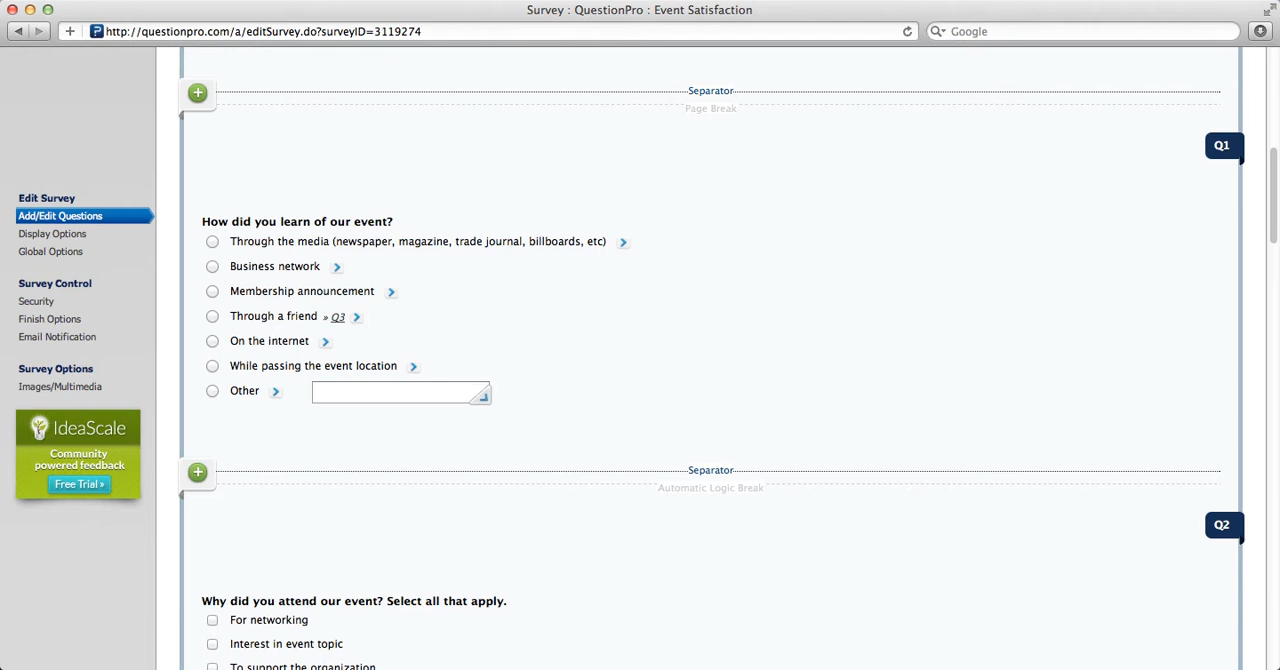 Survey : QuestionPro : Event Satisfaction
http://questionpro.com/a/editSurvey.do?surveyID=3119274
Google
Separator
Page Break
Q1
Edit Survey
Add/Edit Questions
Display Options
Global Options
Survey Control
Security
Finish Options
Email Notification
Survey Options
Images/Multimedia
IdeaScale
Community
powered feedback
Free Trial »
How did you learn of our event?
Through the media (newspaper, magazine, trade journal, billboards, etc)
Business network
Membership announcement
Through a friend » Q3
On the internet
While passing the event location
Other
Separator
Automatic Logic Break
Q2
Why did you attend our event? Select all that apply.
For networking
Interest in event topic
To support the organization